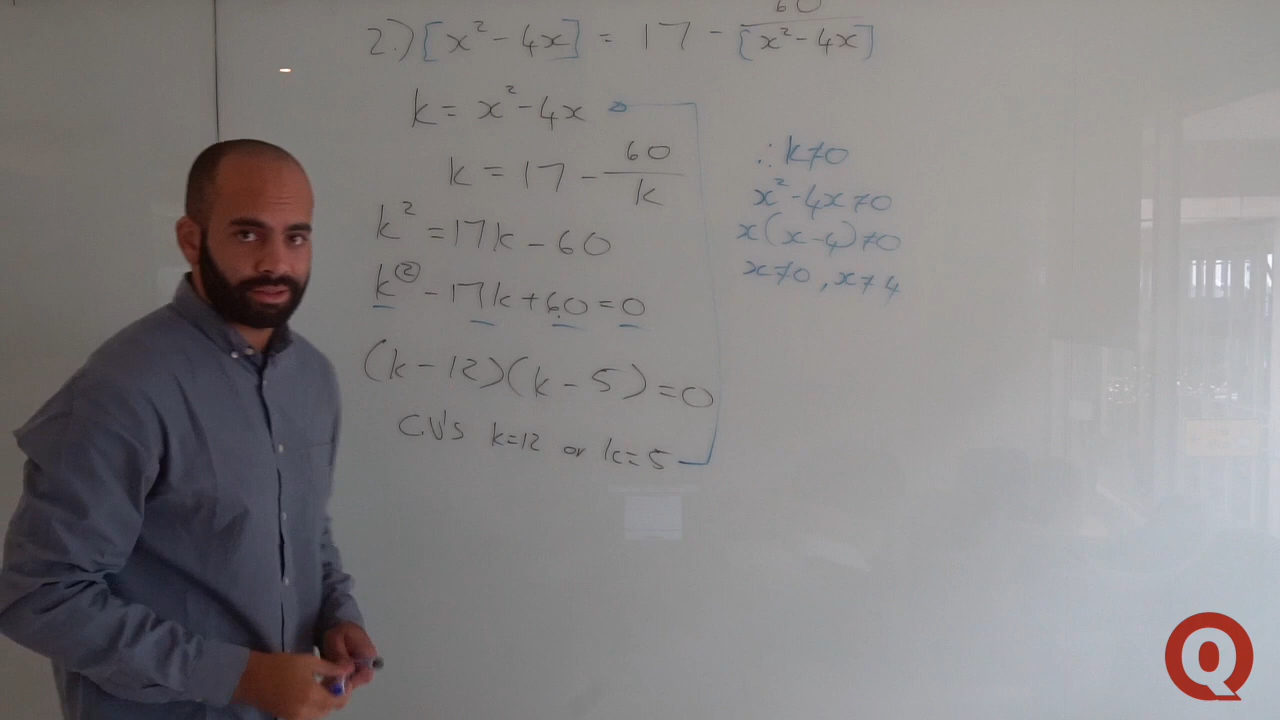 2.) [x² - 4x] = 17 - 60/[x² - 4x]
k = x² - 4x
k = 17 - 60/k
k² = 17k - 60
k² - 17k + 60 = 0
(k - 12)(k - 5) = 0
C.V's k=12 or k=5
∴ k≠0
x² - 4x ≠ 0
x(x - 4) ≠ 0
x≠0, x≠4
Q